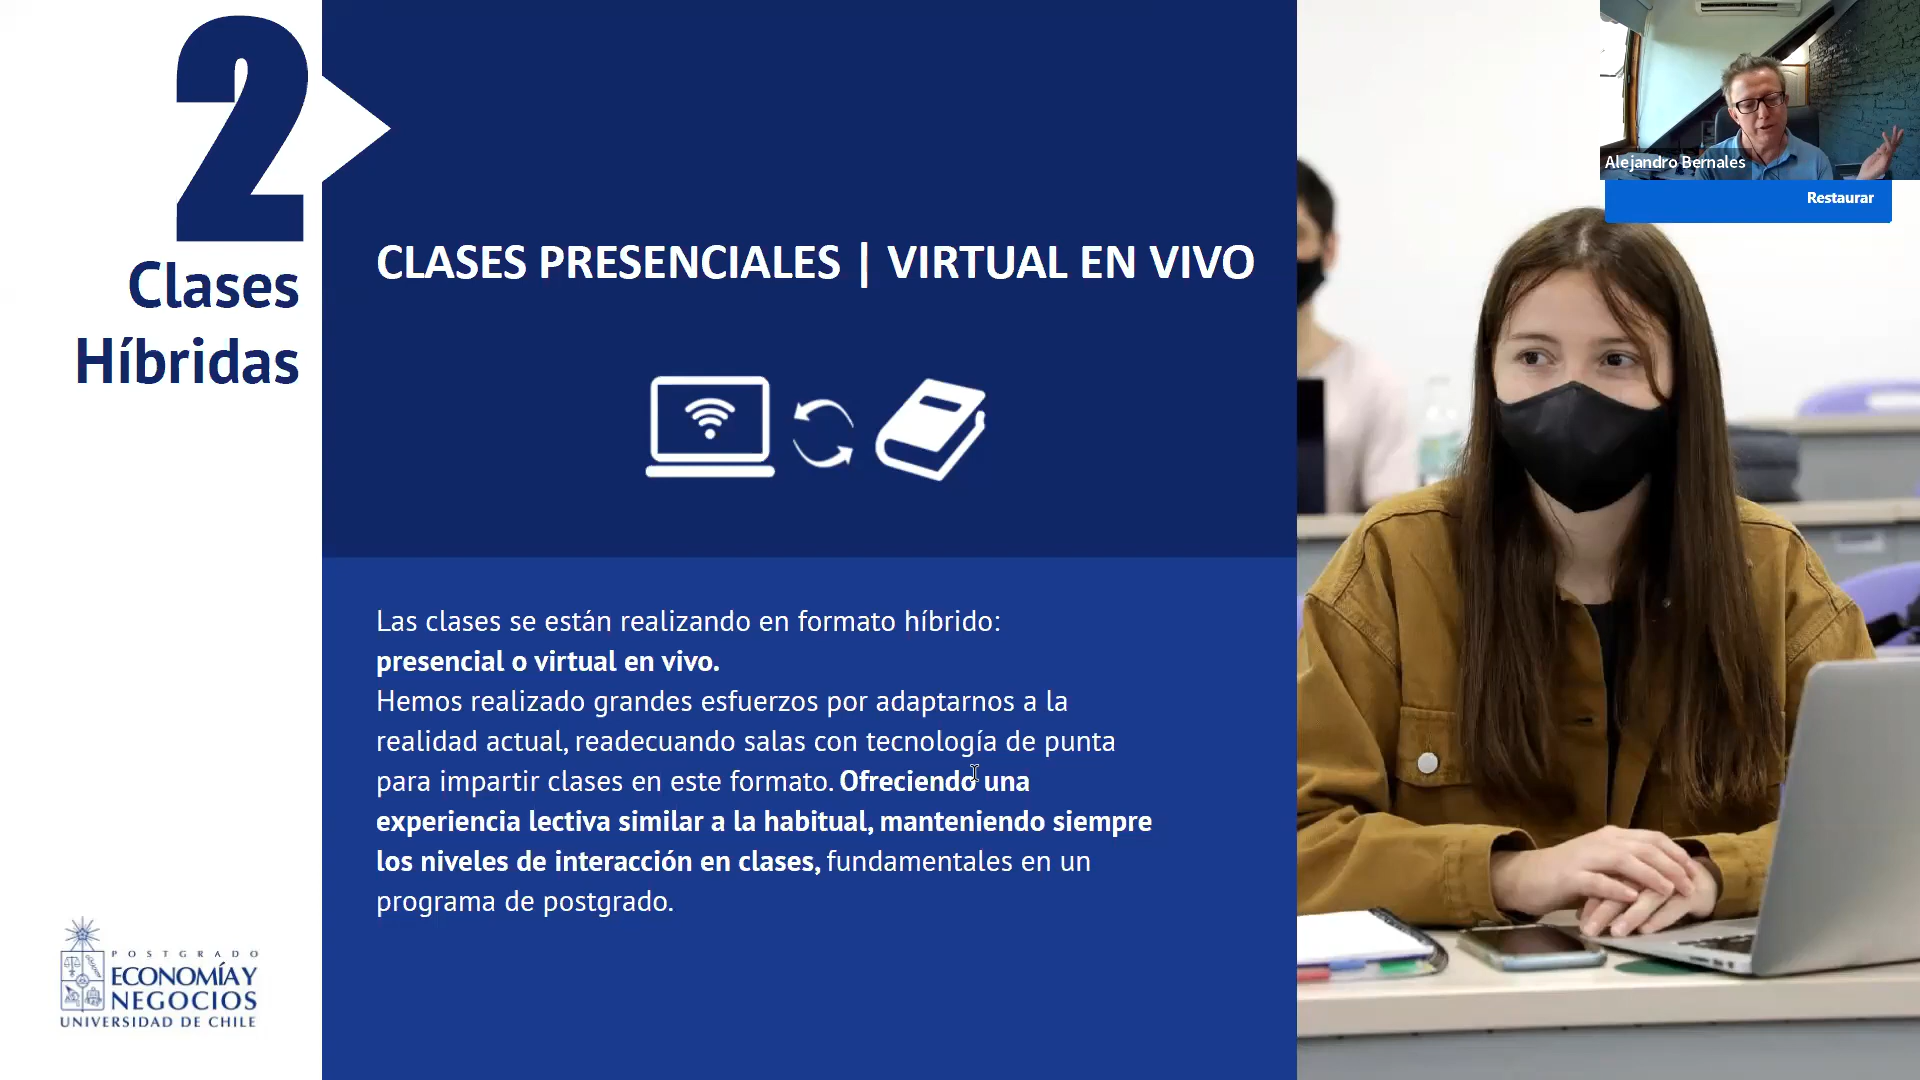 2
Clases
Híbridas
CLASES PRESENCIALES | VIRTUAL EN VIVO
Las clases se están realizando en formato híbrido:
presencial o virtual en vivo.
Hemos realizado grandes esfuerzos por adaptarnos a la
realidad actual, readecuando salas con tecnología de punta
para impartir clases en este formato. Ofreciendo una
experiencia lectiva similar a la habitual, manteniendo siempre
los niveles de interacción en clases, fundamentales en un
programa de postgrado.
POSTGRADO
ECONOMÍA Y
NEGOCIOS
UNIVERSIDAD DE CHILE
Alejandro Bernales
Restaurar